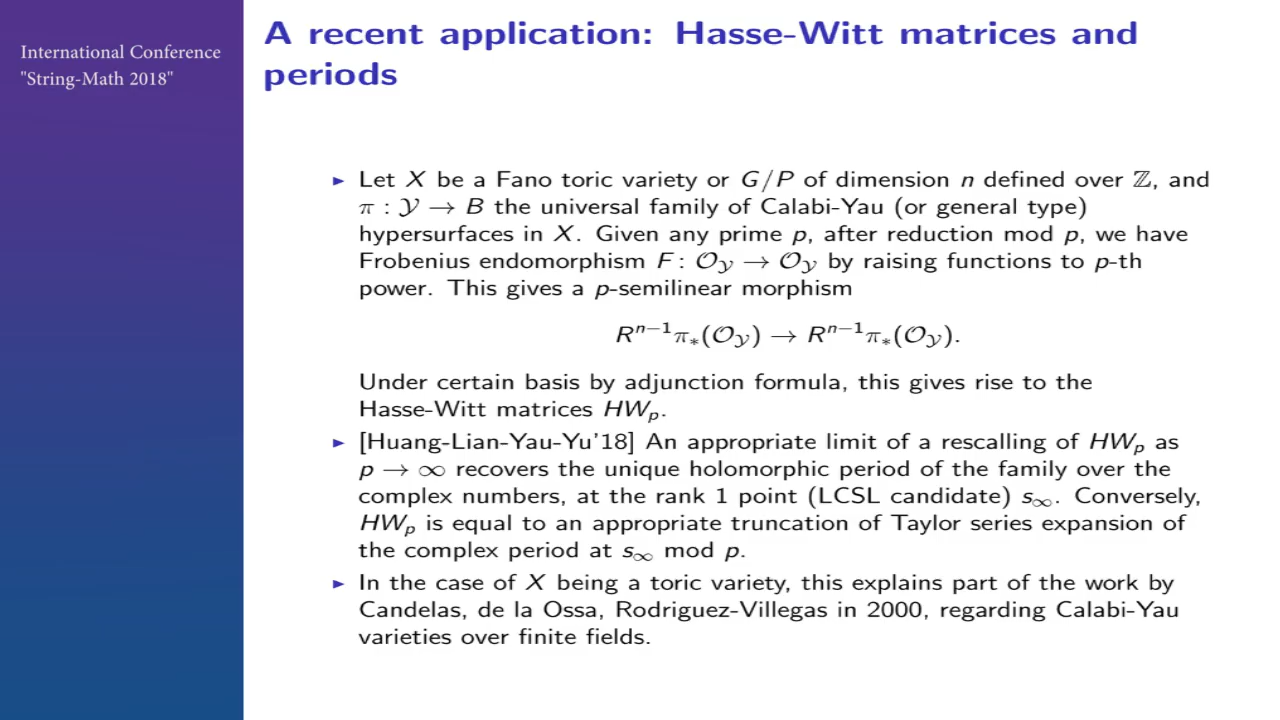 International Conference
"String-Math 2018"
A recent application: Hasse-Witt matrices and
periods
▶ Let X be a Fano toric variety or G/P of dimension n defined over ℤ, and
π : 𝒴 → B the universal family of Calabi-Yau (or general type)
hypersurfaces in X. Given any prime p, after reduction mod p, we have
Frobenius endomorphism F : 𝒪_𝒴 → 𝒪_𝒴 by raising functions to p-th
power. This gives a p-semilinear morphism
Rⁿ⁻¹π_*(𝒪_𝒴) → Rⁿ⁻¹π_*(𝒪_𝒴).
Under certain basis by adjunction formula, this gives rise to the
Hasse-Witt matrices HW_p.
▶ [Huang-Lian-Yau-Yu'18] An appropriate limit of a rescalling of HW_p as
p → ∞ recovers the unique holomorphic period of the family over the
complex numbers, at the rank 1 point (LCSL candidate) s_∞. Conversely,
HW_p is equal to an appropriate truncation of Taylor series expansion of
the complex period at s_∞ mod p.
▶ In the case of X being a toric variety, this explains part of the work by
Candelas, de la Ossa, Rodriguez-Villegas in 2000, regarding Calabi-Yau
varieties over finite fields.